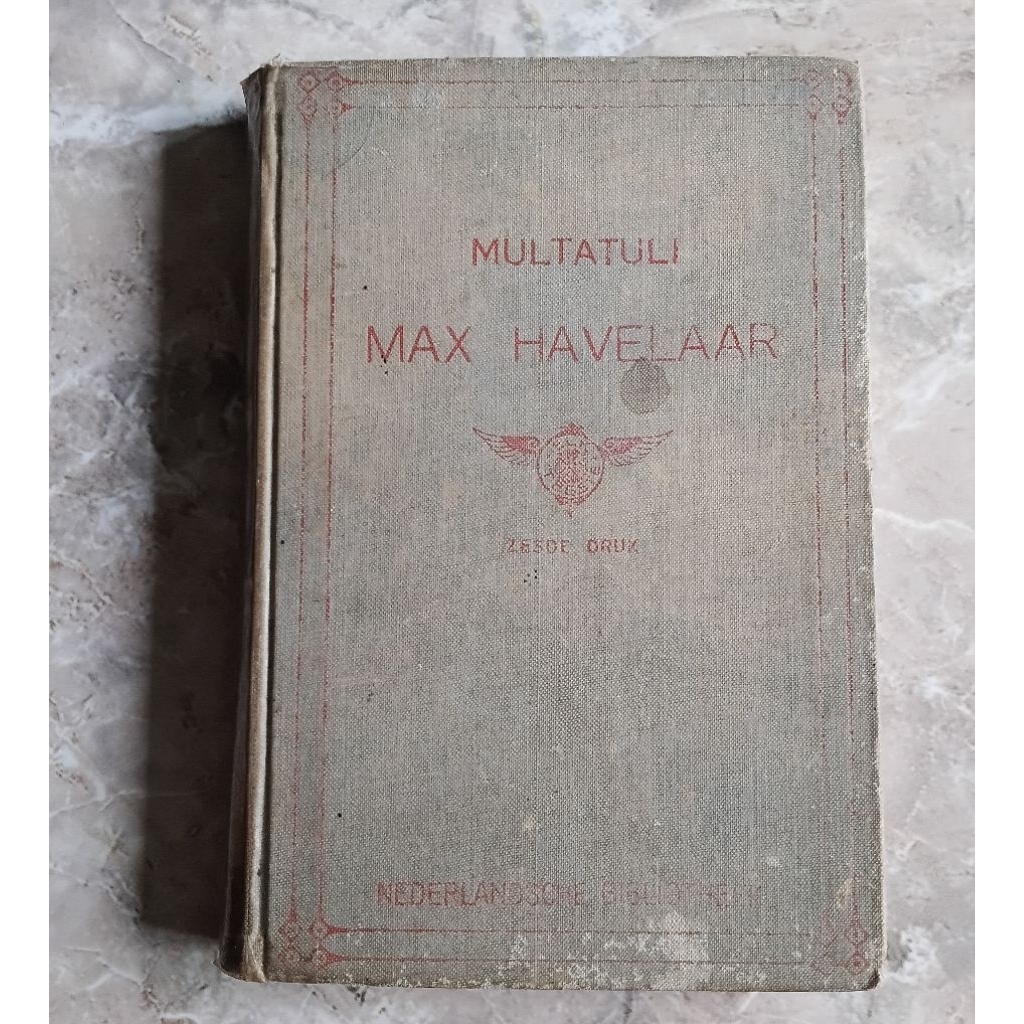 MULTATULI
MAX HAVELAAR
ZESDE DRUK
NEDERLANDSCHE BIBLIOTHEEK